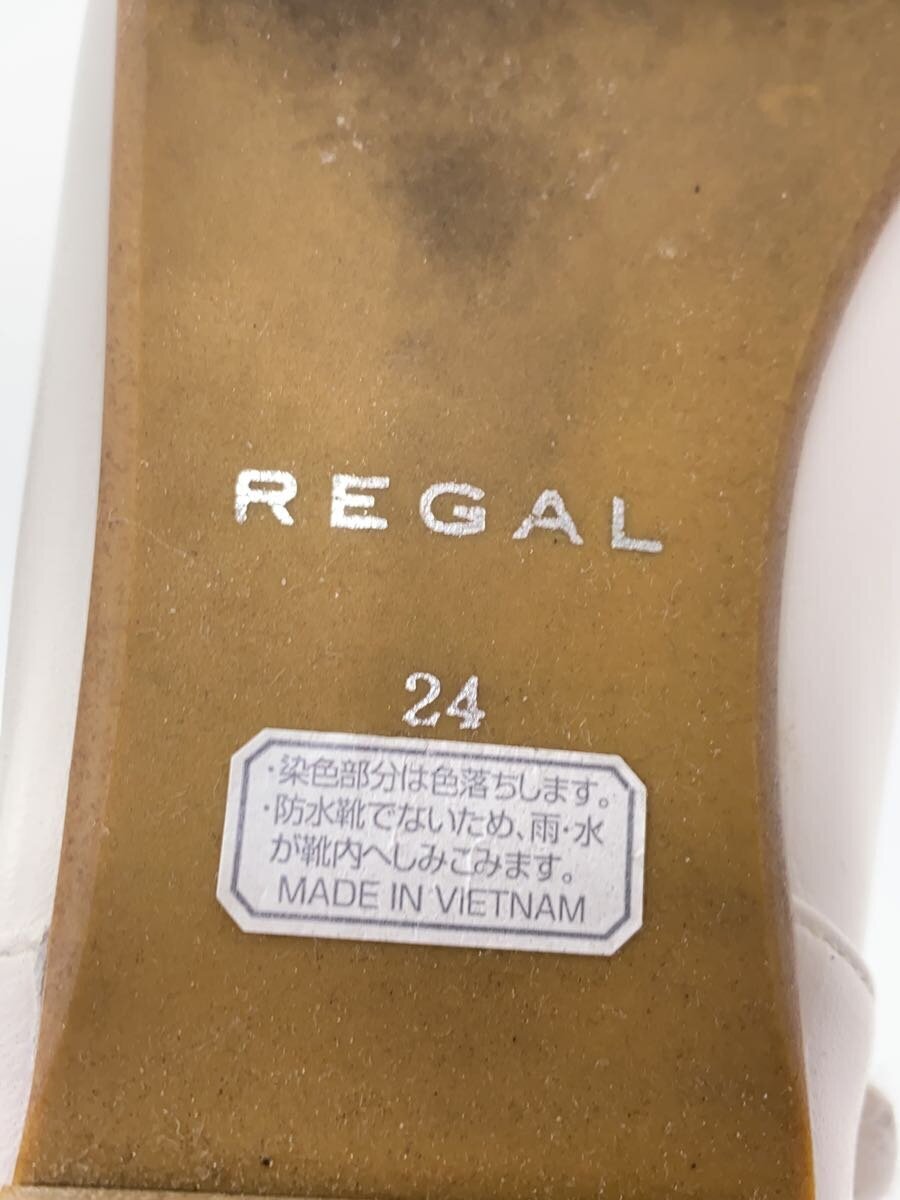 REGAL
24
・染色部分は色落ちします。
・防水靴でないため、雨・水
が靴内へしみこみます。
MADE IN VIETNAM